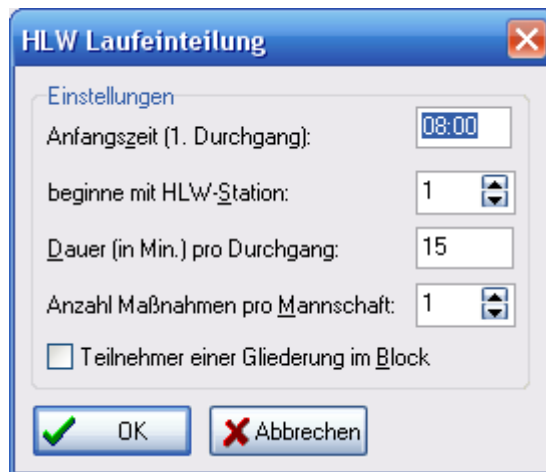 HLW Laufeinteilung
Einstellungen
Anfangszeit (1. Durchgang): 08:00
beginne mit HLW-Station: 1
Dauer (in Min.) pro Durchgang: 15
Anzahl Maßnahmen pro Mannschaft: 1
Teilnehmer einer Gliederung im Block
OK Abbrechen